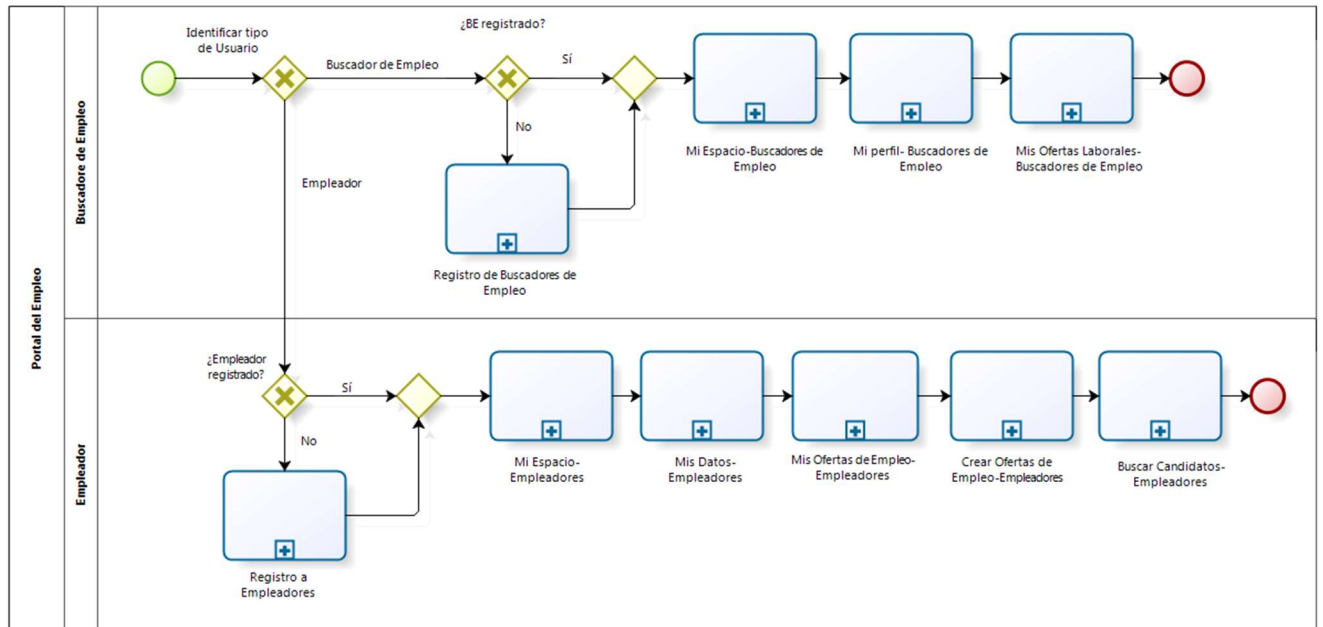 Portal del Empleo
Buscadore de Empleo
Identificar tipo
de Usuario
Buscador de Empleo
¿BE registrado?
Sí
No
Empleador
Registro de Buscadores de
Empleo
Mi Espacio-Buscadores de
Empleo
Mi perfil- Buscadores de
Empleo
Mis Ofertas Laborales-
Buscadores de Empleo
Empleador
¿Empleador
registrado?
Sí
No
Registro a
Empleadores
Mi Espacio-
Empleadores
Mis Datos-
Empleadores
Mis Ofertas de Empleo-
Empleadores
Crear Ofertas de
Empleo-Empleadores
Buscar Candidatos-
Empleadores